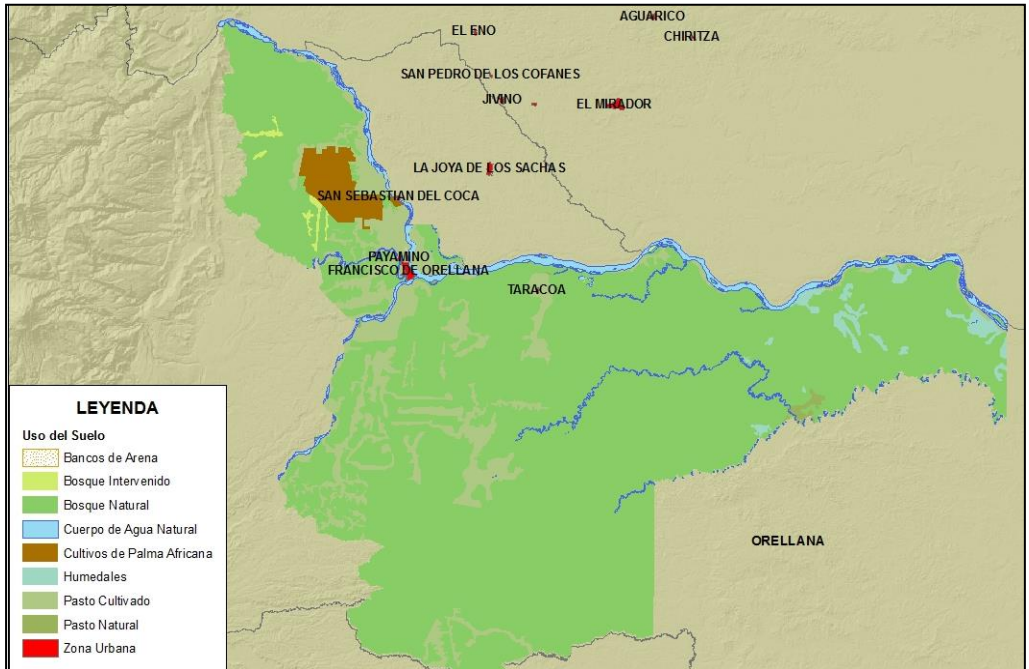 AGUARICO
EL ENO
CHIRITZA
SAN PEDRO DE LOS COFANES
JIVINO
EL MIRADOR
LA JOYA DE LOS SACHAS
SAN SEBASTIAN DEL COCA
PAYAMINO
FRANCISCO DE ORELLANA
TARACOA
ORELLANA
LEYENDA
Uso del Suelo
Bancos de Arena
Bosque Intervenido
Bosque Natural
Cuerpo de Agua Natural
Cultivos de Palma Africana
Humedales
Pasto Cultivado
Pasto Natural
Zona Urbana